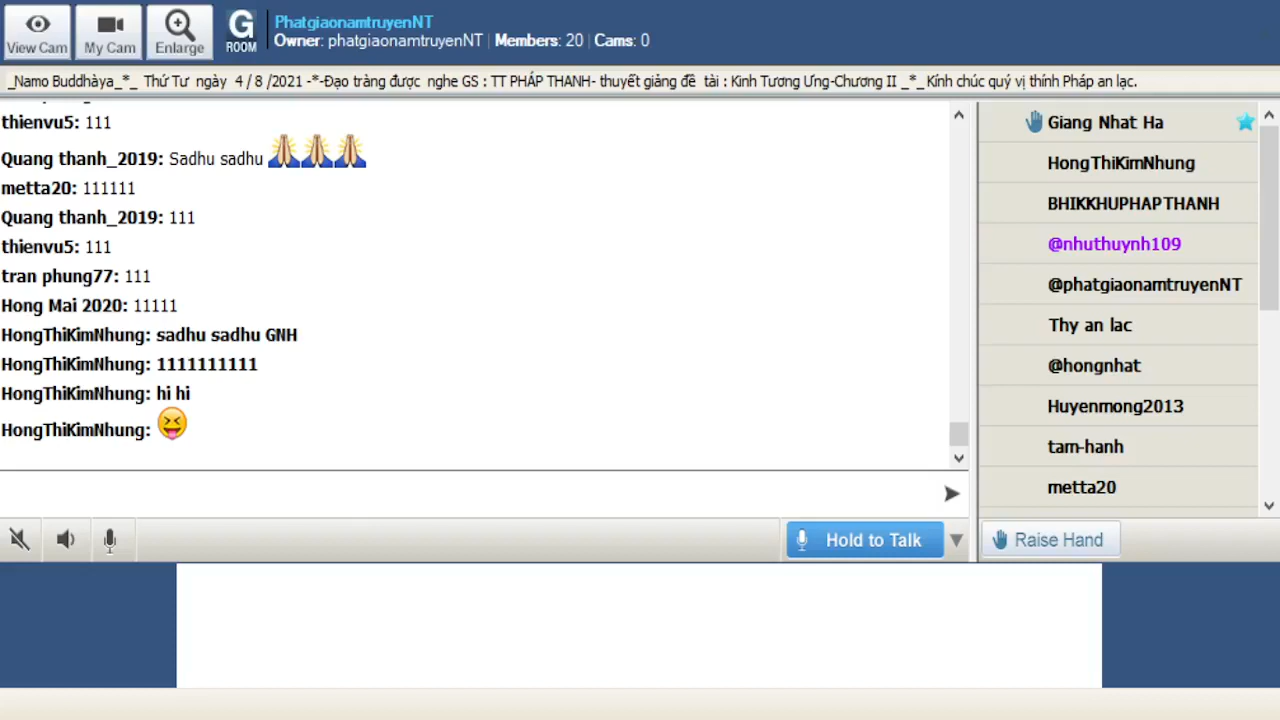 View Cam
My Cam
Enlarge
G
ROOM
PhatgiaonamtruyenNT
Owner: phatgiaonamtruyenNT | Members: 20 | Cams: 0
_Namo Buddhàya_*_ Thứ Tư ngày 4 / 8 /2021 -*-Đạo tràng được nghe GS : TT PHÁP THANH- thuyết giảng đề tài : Kinh Tương Ưng-Chương II _*_ Kính chúc quý vị thính Pháp an lạc.
thienvu5: 111
Quang thanh_2019: Sadhu sadhu 🙏🙏🙏
metta20: 111111
Quang thanh_2019: 111
thienvu5: 111
tran phung77: 111
Hong Mai 2020: 11111
HongThiKimNhung: sadhu sadhu GNH
HongThiKimNhung: 1111111111
HongThiKimNhung: hi hi
HongThiKimNhung: 😝
Giang Nhat Ha
HongThiKimNhung
BHIKKHUPHAPTHANH
@nhuthuynh109
@phatgiaonamtruyenNT
Thy an lac
@hongnhat
Huyenmong2013
tam-hanh
metta20
Hold to Talk
Raise Hand